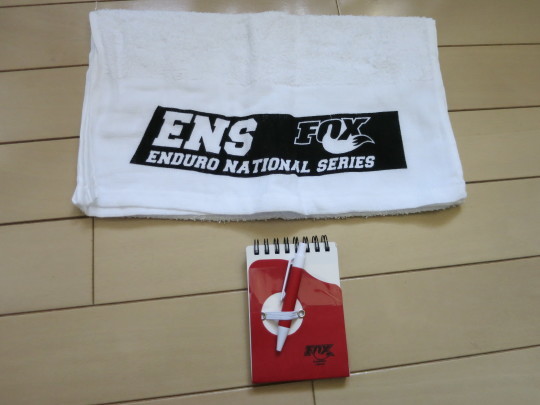 ENS FOX
ENDURO NATIONAL SERIES
FOX